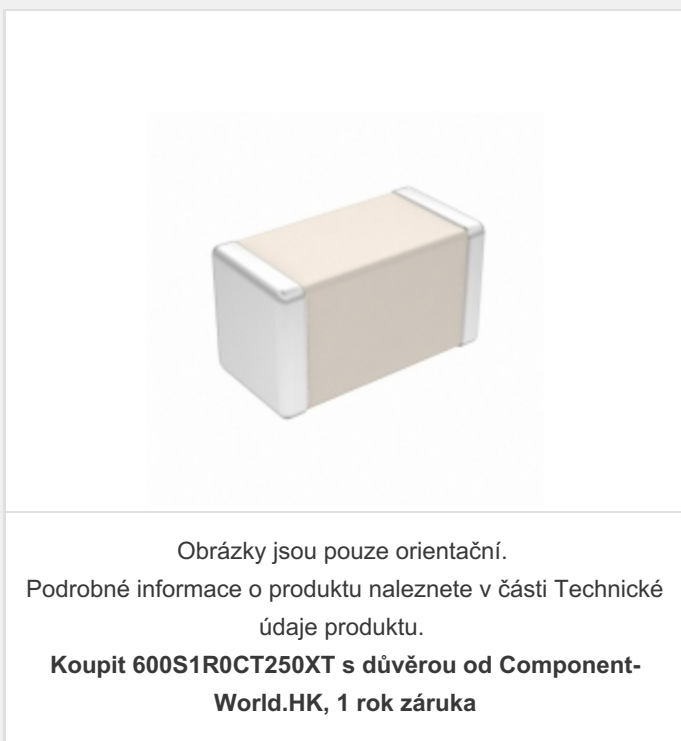 Obrázky jsou pouze orientační.
Podrobné informace o produktu naleznete v části Technické
údaje produktu.
Koupit 600S1R0CT250XT s důvěrou od Component-
World.HK, 1 rok záruka